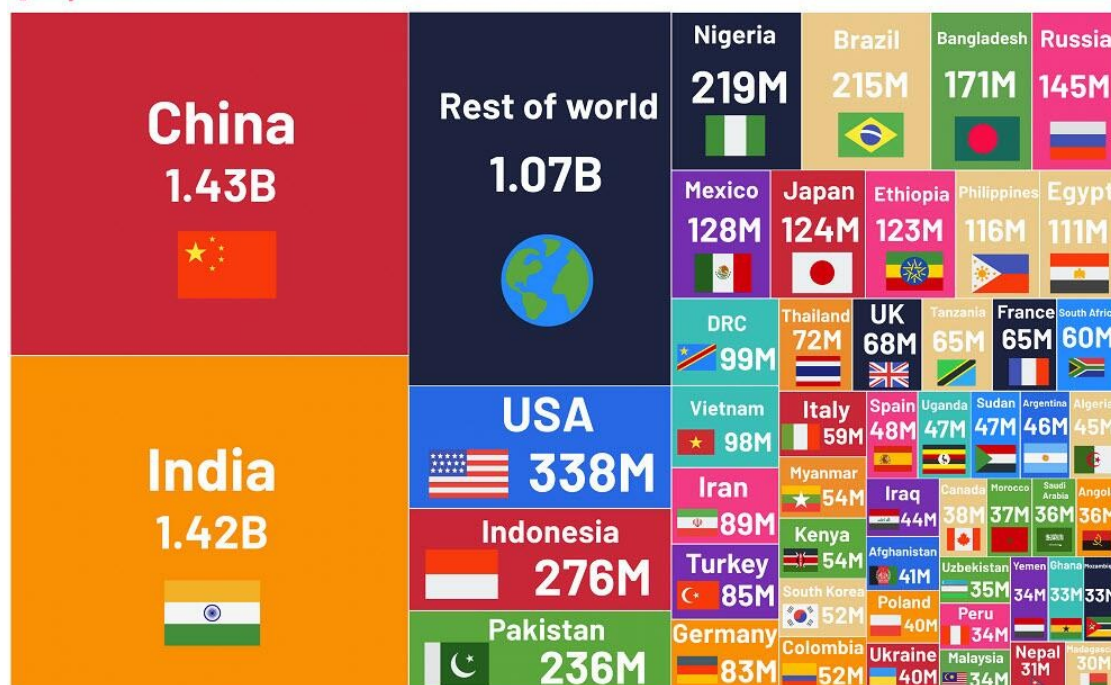 China
1.43B
India
1.42B
Rest of world
1.07B
USA
338M
Indonesia
276M
Pakistan
236M
Nigeria
219M
Brazil
215M
Bangladesh
171M
Russia
145M
Mexico
128M
Japan
124M
Ethiopia
123M
Philippines
116M
Egypt
111M
DRC
99M
Vietnam
98M
Iran
89M
Turkey
85M
Germany
83M
Thailand
72M
UK
68M
Tanzania
65M
France
65M
South Afric
60M
Italy
59M
Myanmar
54M
Kenya
54M
South Korea
52M
Colombia
52M
Spain
48M
Uganda
47M
Sudan
47M
Argentina
46M
Algeria
45M
Iraq
44M
Afghanistan
41M
Poland
40M
Ukraine
40M
Canada
38M
Morocco
37M
Saudi
Arabia
36M
Angol
36M
Uzbekistan
35M
Peru
34M
Malaysia
34M
Yemen
34M
Ghana
33M
Mozambi
33M
Nepal
31M
Madagasc
30M